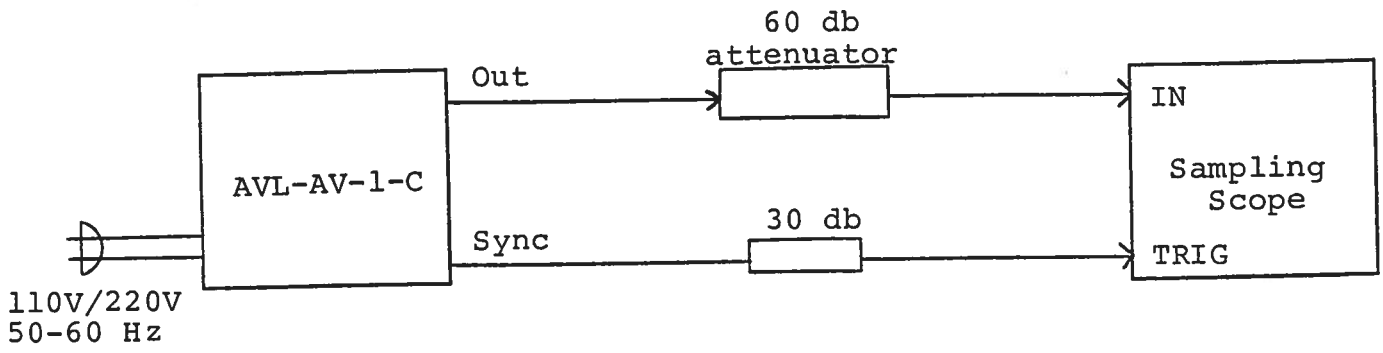 60 db
attenuator
Out
IN
AVL-AV-1-C
Sampling
Scope
30 db
Sync
TRIG
110V/220V
50-60 Hz